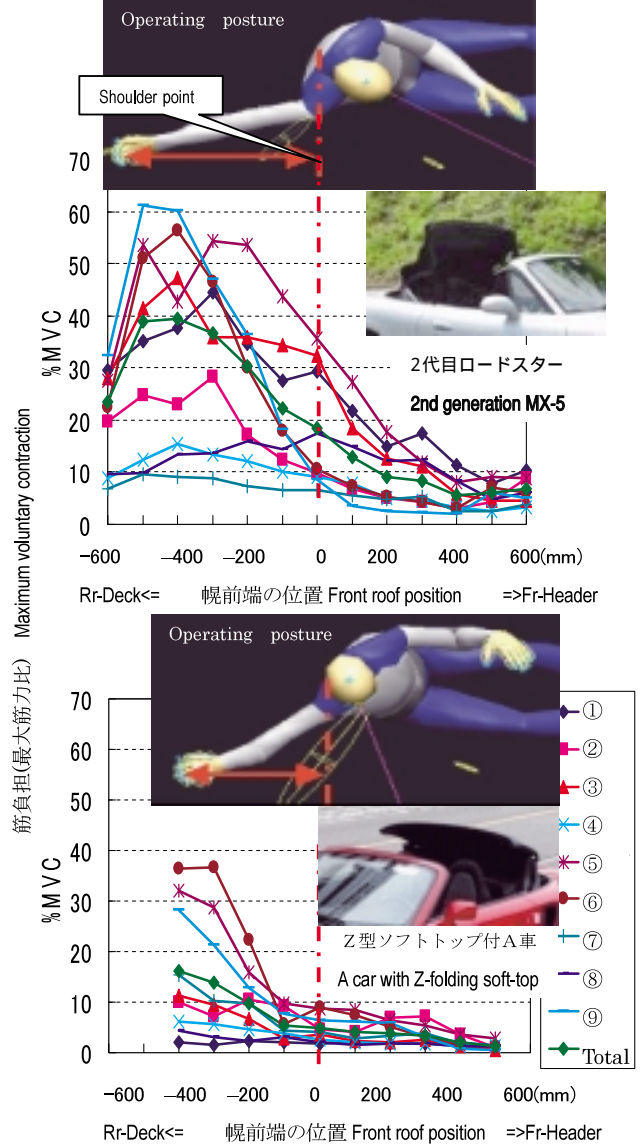 Operating posture
Shoulder point
70
60
50
40
30
20
10
0
%MVC
2代目ロードスター
2nd generation MX-5
−600 −400 −200 0 200 400 600(mm)
Rr-Deck<= 幌前端の位置 Front roof position =>Fr-Header
筋負担(最大筋力比) Maximum voluntary contraction
Operating posture
70
60
50
40
30
20
10
0
%MVC
①
②
③
④
⑤
⑥
⑦
⑧
⑨
Total
Z型ソフトトップ付A車
A car with Z-folding soft-top
−600 −400 −200 0 200 400 600(mm)
Rr-Deck<= 幌前端の位置 Front roof position =>Fr-Header